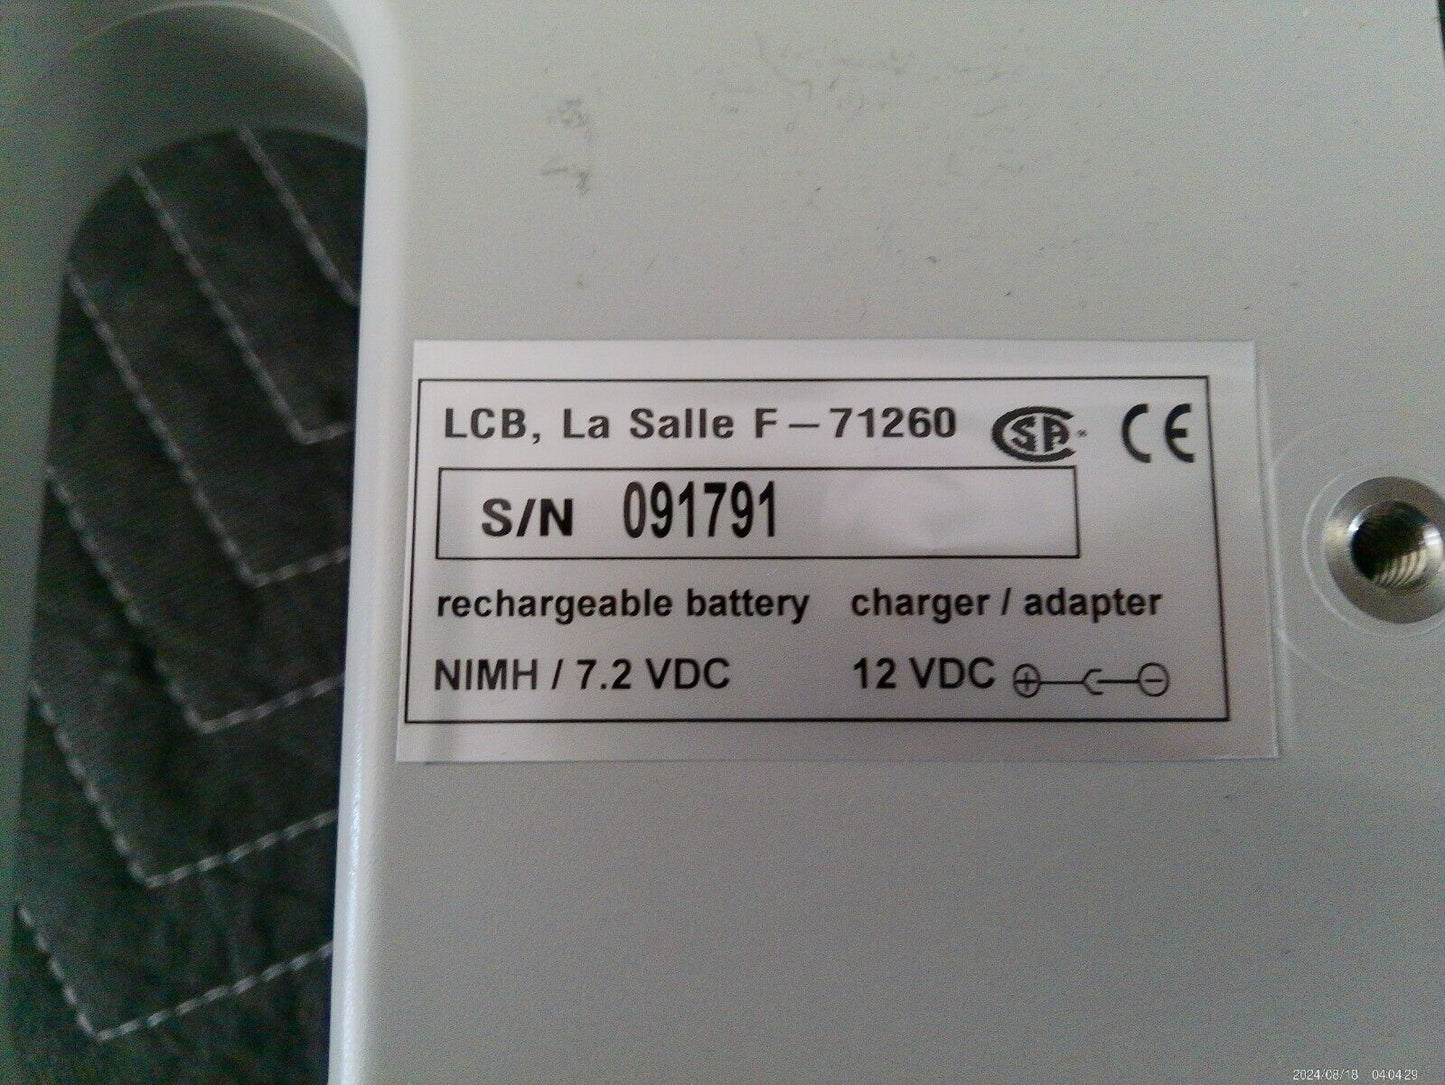 LCB, La Salle F-71260 CSA CE
S/N 091791
rechargeable battery charger / adapter
NIMH / 7.2 VDC 12 VDC
2024/08/18 04:04:29